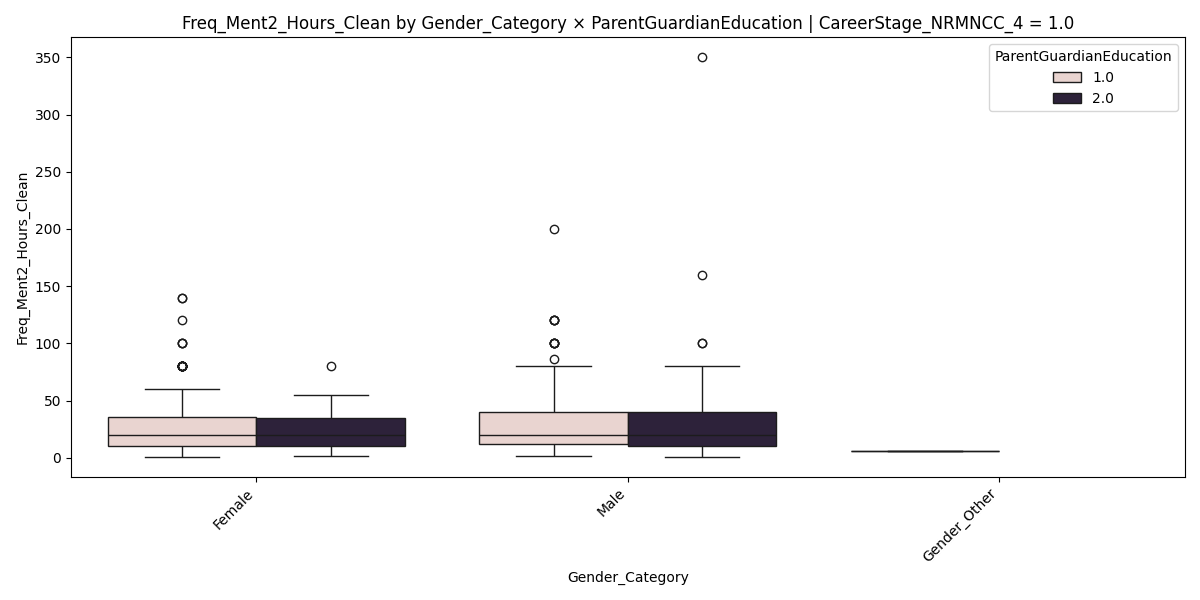 Freq_Ment2_Hours_Clean by Gender_Category × ParentGuardianEducation | CareerStage_NRMNCC_4 = 1.0
ParentGuardianEducation
1.0
2.0
Freq_Ment2_Hours_Clean
350
300
250
200
150
100
50
0
Female
Male
Gender_Other
Gender_Category